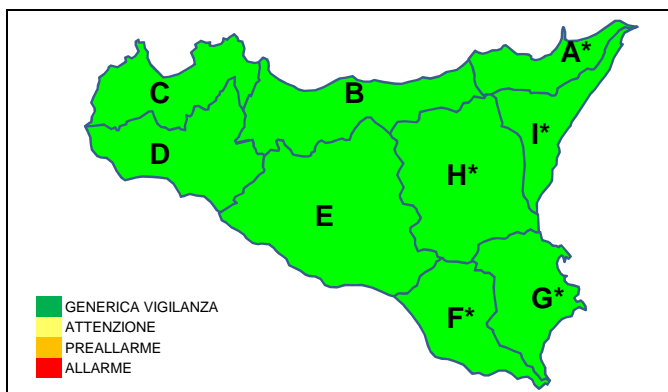 A*
C
B
I*
D
H*
E
G*
F*
GENERICA VIGILANZA
ATTENZIONE
PREALLARME
ALLARME